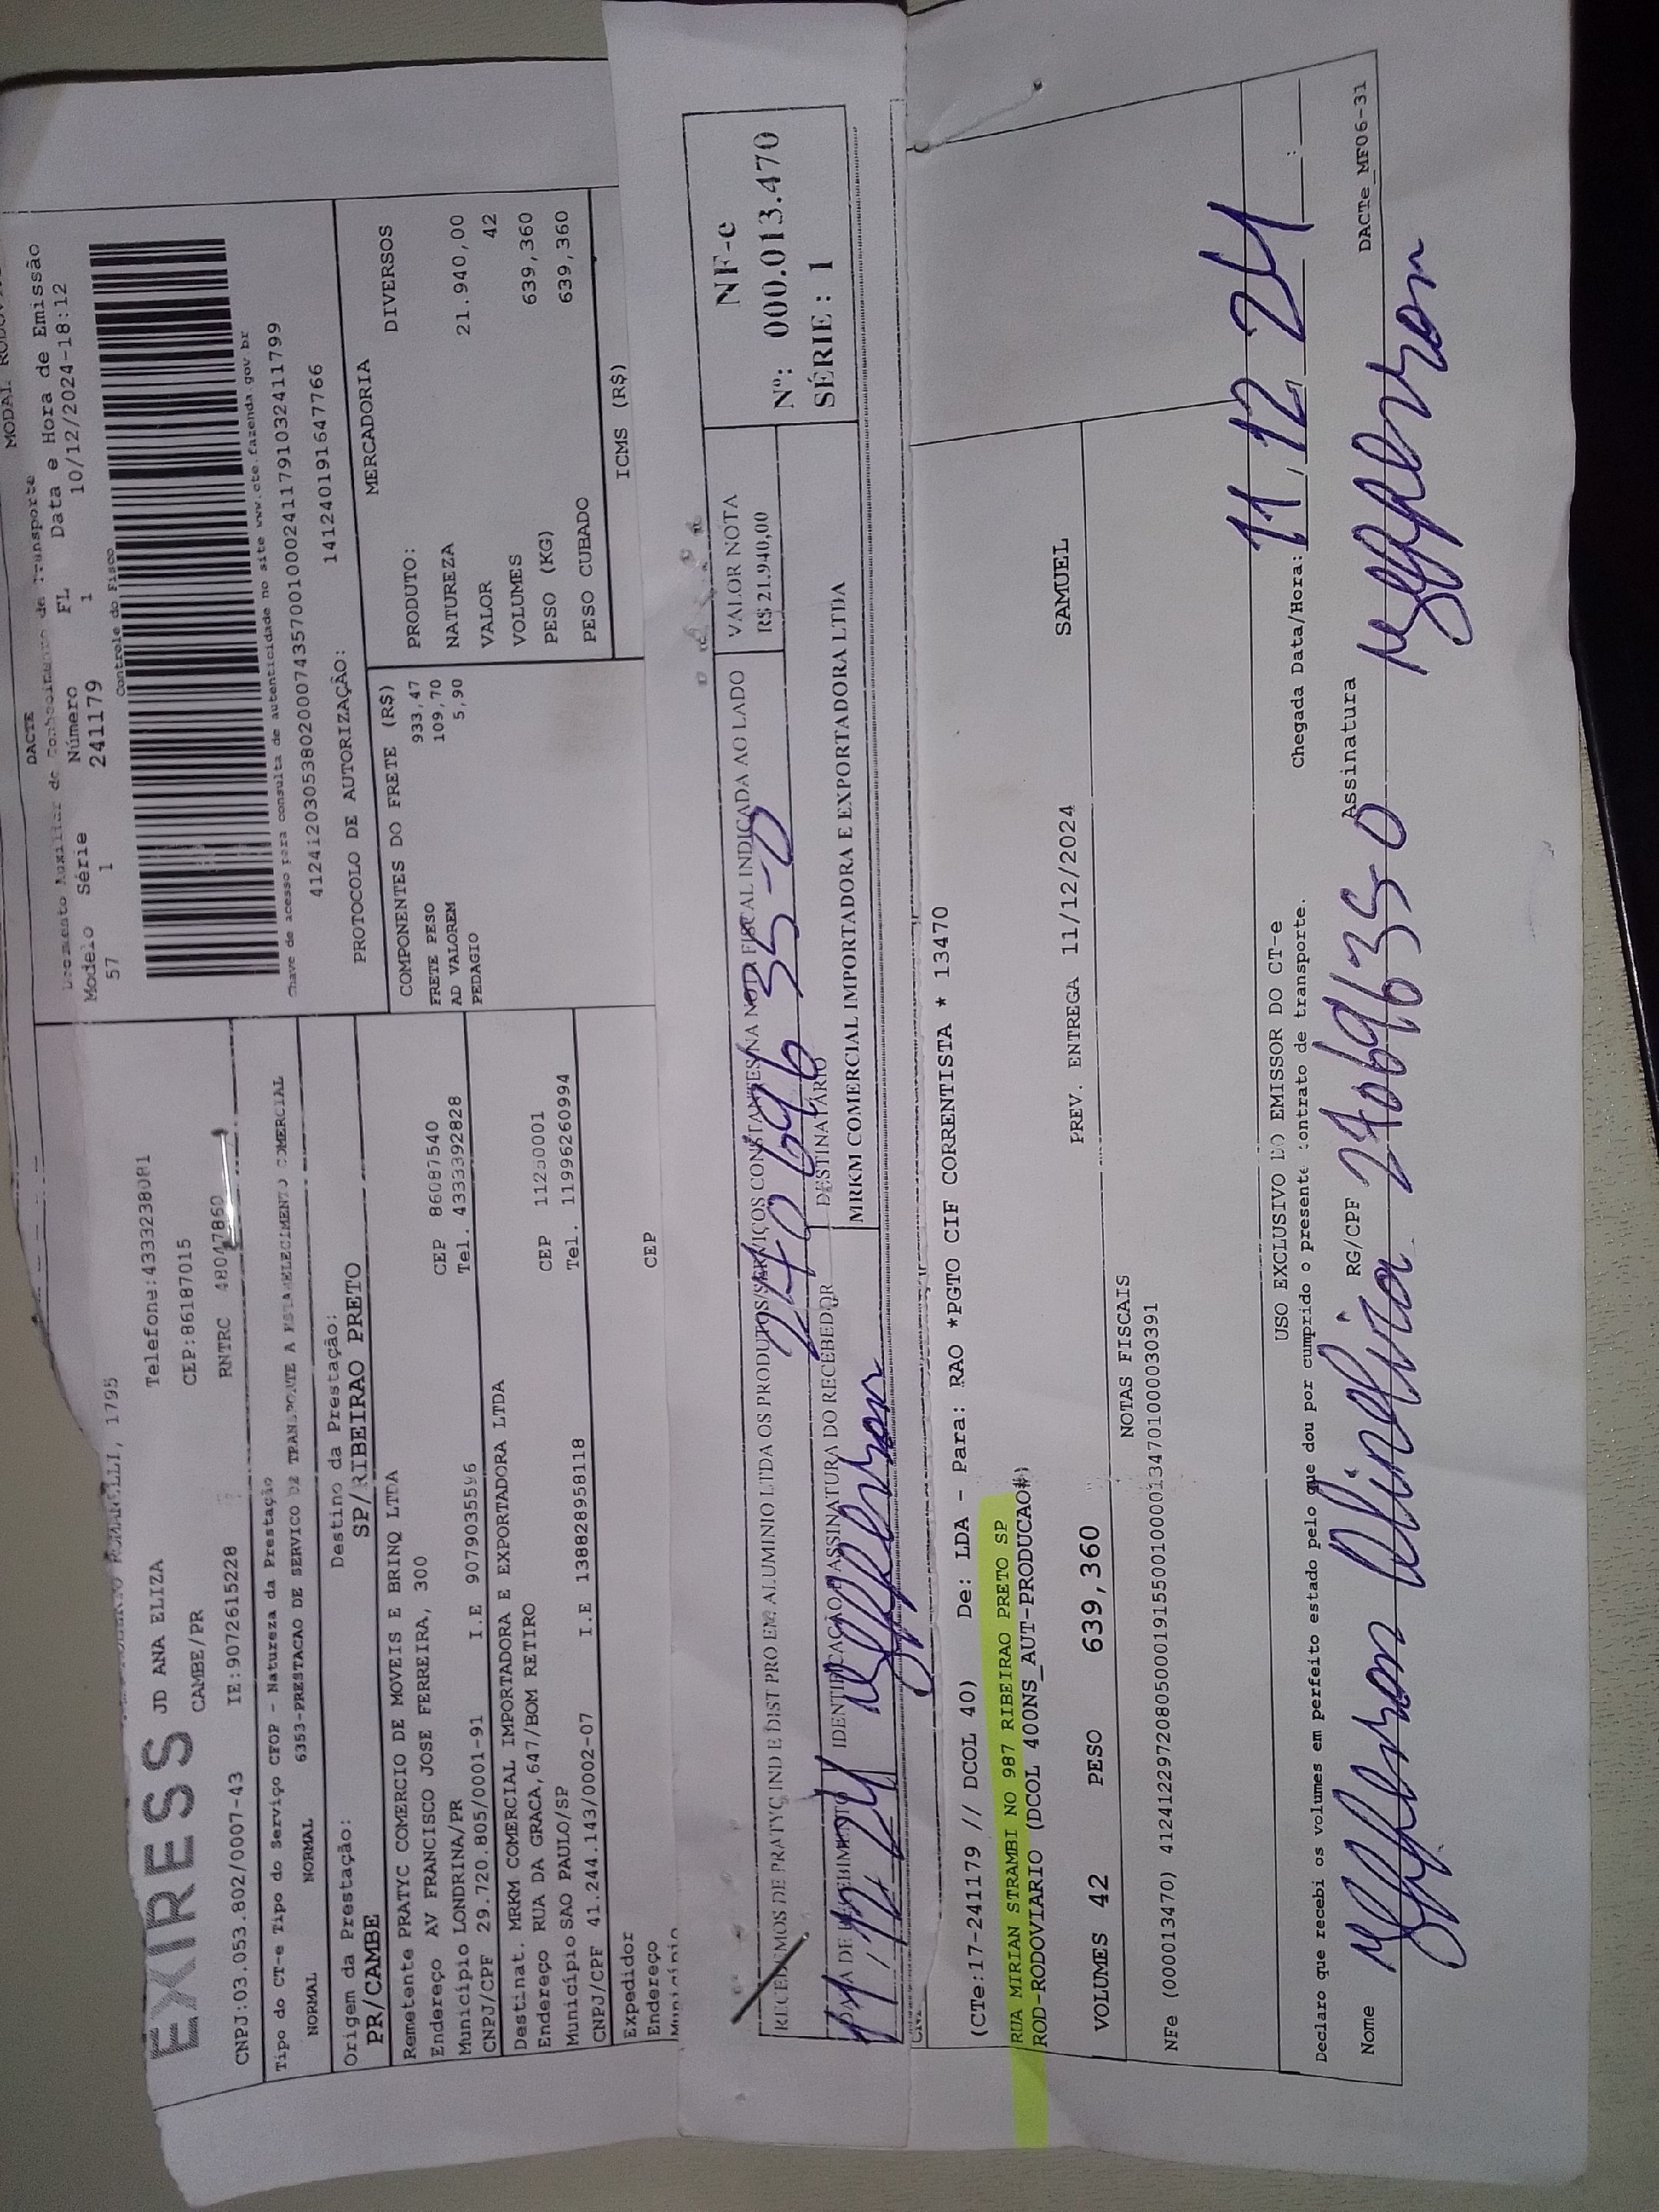 MODAL
DACTE
Documento Auxiliar de Conhecimento de Transporte
Modelo Série Número FL Data e Hora de Emissão
57 1 241179 1 10/12/2024-18:12
Controle do Fisco
Chave de acesso para consulta de autenticidade no site www.cte.fazenda.gov.br
PROTOCOLO DE AUTORIZAÇÃO: 141240191647766
EXPRESS
1795
JD ANA ELIZA Telefone:4333238081
CAMBE/PR CEP:86187015
CNPJ:03.053.802/0007-43 IE:9072615228 RNTRC 48047860
Tipo do CT-e Tipo do Serviço CFOP - Natureza da Prestação
NORMAL NORMAL 6353-PRESTACAO DE SERVICO DE TRANSPORTE A ESTABELECIMENTO COMERCIAL
Origem da Prestação: Destino da Prestação:
PR/CAMBE SP/RIBEIRAO PRETO
Remetente PRATYC COMERCIO DE MOVEIS E BRINQ LTDA
Endereço AV FRANCISCO JOSE FERREIRA, 300
Município LONDRINA/PR CEP 86087540
CNPJ/CPF 29.720.805/0001-91 I.E 9079035596 Tel. 4333392828
Destinat. MRKM COMERCIAL IMPORTADORA E EXPORTADORA LTDA
Endereço RUA DA GRACA,647/BOM RETIRO
Município SAO PAULO/SP CEP
CNPJ/CPF 41.244.143/0002-07 I.E 138828958118 Tel. 11996260994
Expedidor
Endereço
Município CEP
COMPONENTES DO FRETE (R$)
FRETE PESO 933,47
AD VALOREM 109,70
PEDAGIO 5,90
MERCADORIA
PRODUTO: DIVERSOS
NATUREZA
VALOR 21.940,00
VOLUMES 42
PESO (KG) 639,360
PESO CUBADO 639,360
ICMS (R$)
RECEBEMOS DE PRATYC IND E DIST PRO EM ALUMINIO LTDA OS PRODUTOS/SERVIÇOS CONSTANTES NA NOTA FISCAL INDICADA AO LADO
VALOR NOTA
R$ 21.940,00
NF-e
Nº: 000.013.470
SÉRIE : 1
DATA DE RECEBIMENTO IDENTIFICAÇÃO E ASSINATURA DO RECEBEDOR DESTINATÁRIO
MRKM COMERCIAL IMPORTADORA E EXPORTADORA LTDA
11/12/24 Jefferson
(CTe:17-241179 // DCOL 40) De: LDA - Para: RAO *PGTO CIF CORRENTISTA * 13470
RUA MIRIAN STRAMBI NO 987 RIBEIRAO PRETO SP
ROD-RODOVIARIO (DCOL 400NS_AUT-PRODUCAO#)
VOLUMES 42 PESO 639,360 PREV. ENTREGA 11/12/2024 SAMUEL
NOTAS FISCAIS
NFe (000013470) 41241229720805000191550010000134701000030391
USO EXCLUSIVO DO EMISSOR DO CT-e
Declaro que recebi os volumes em perfeito estado pelo que dou por cumprido o presente contrato de transporte.
Chegada Data/Hora: 11/12/24 :
Nome Jefferson RG/CPF Assinatura Jefferson
DACTe_MF06-31